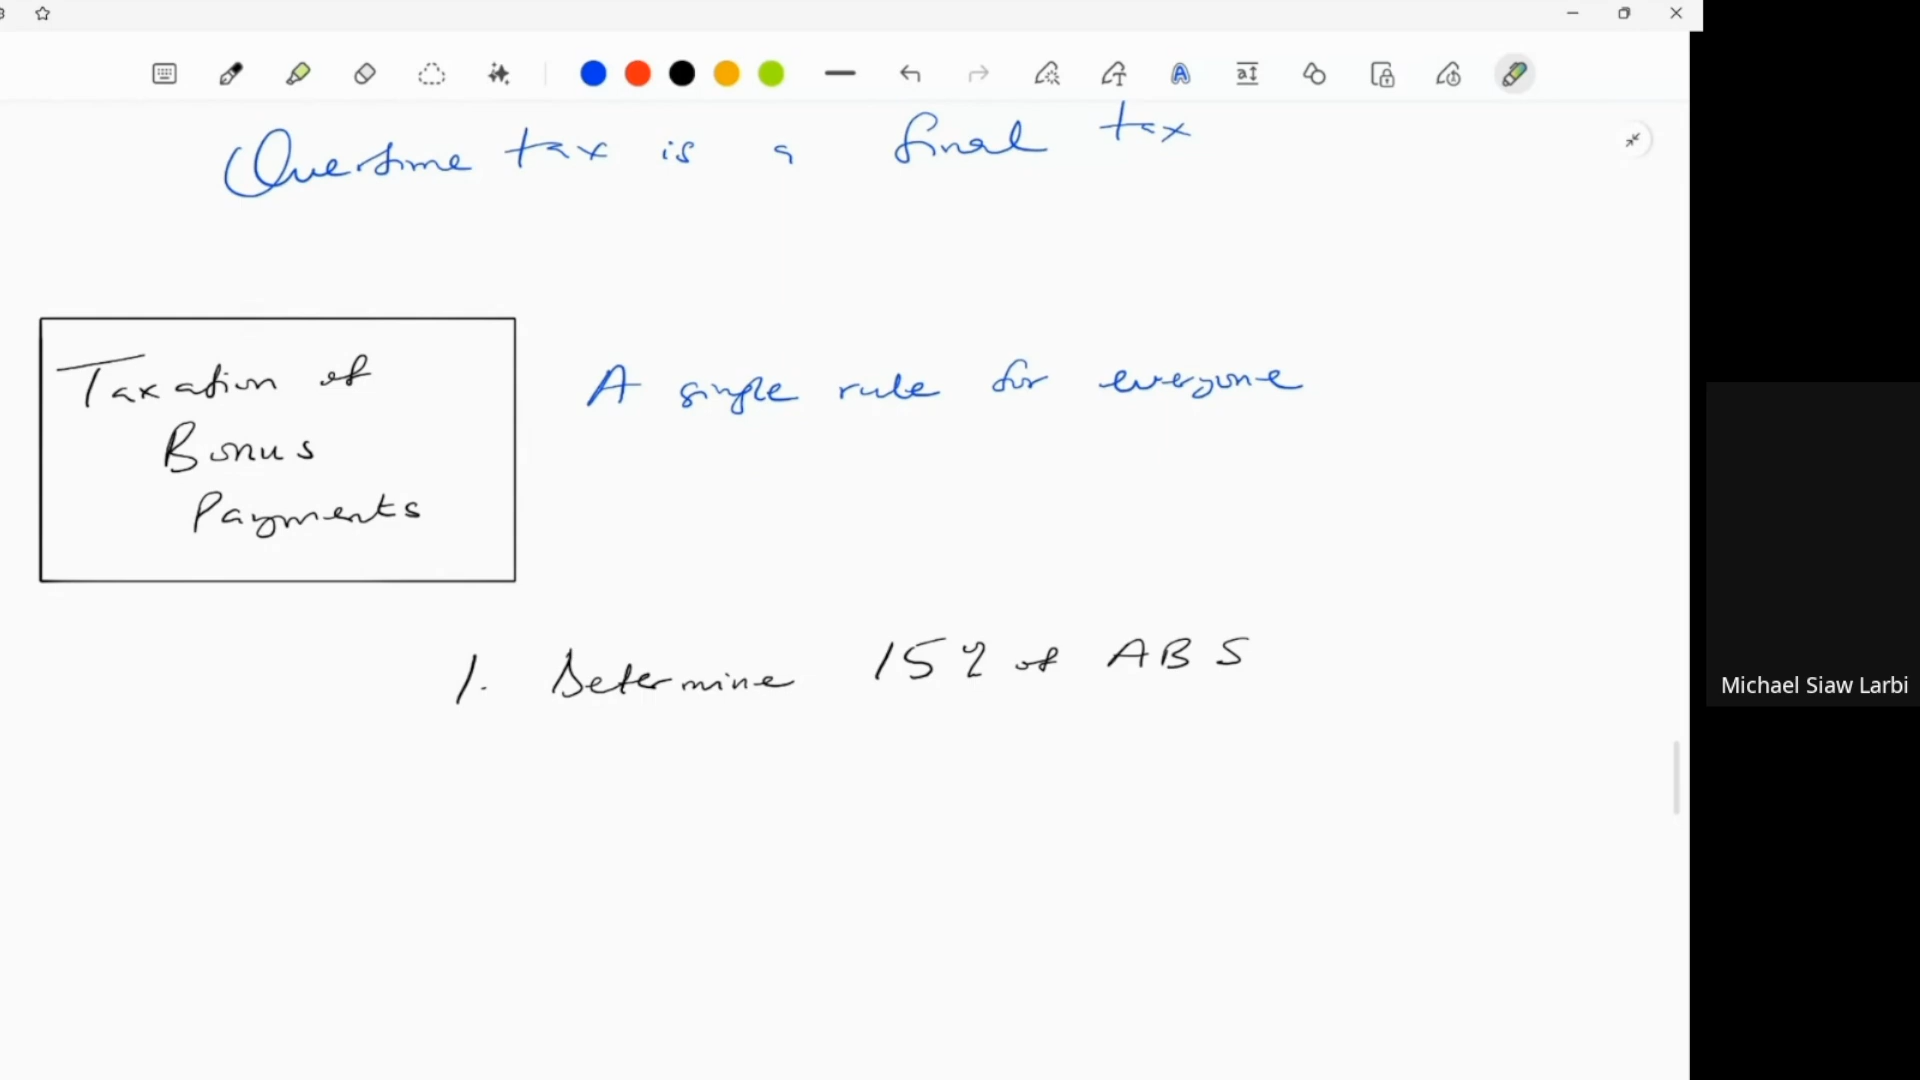 Overtime tax is a final tax
Taxation of
Bonus
Payments
A single rule for everyone
1. Determine 15% of ABS
Michael Siaw Larbi